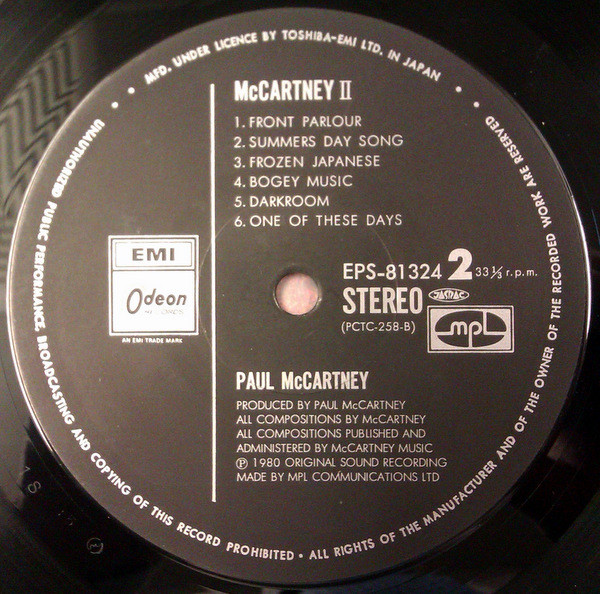 MFD. UNDER LICENCE BY TOSHIBA-EMI LTD. IN JAPAN
McCARTNEY II
1. FRONT PARLOUR
2. SUMMERS DAY SONG
3. FROZEN JAPANESE
4. BOGEY MUSIC
5. DARKROOM
6. ONE OF THESE DAYS
EMI
Odeon
AN EMI TRADE MARK
EPS-81324 2 33 1/3 r.p.m.
STEREO JASRAC
(PCTC-258-B)
mpl
PAUL McCARTNEY
PRODUCED BY PAUL McCARTNEY
ALL COMPOSITIONS BY McCARTNEY
ALL COMPOSITIONS PUBLISHED AND
ADMINISTERED BY McCARTNEY MUSIC
Ⓟ 1980 ORIGINAL SOUND RECORDING
MADE BY MPL COMMUNICATIONS LTD
UNAUTHORIZED PUBLIC PERFORMANCE, BROADCASTING AND COPYING OF THIS RECORD PROHIBITED • ALL RIGHTS OF THE MANUFACTURER AND OF THE OWNER OF THE RECORDED WORK ARE RESERVED